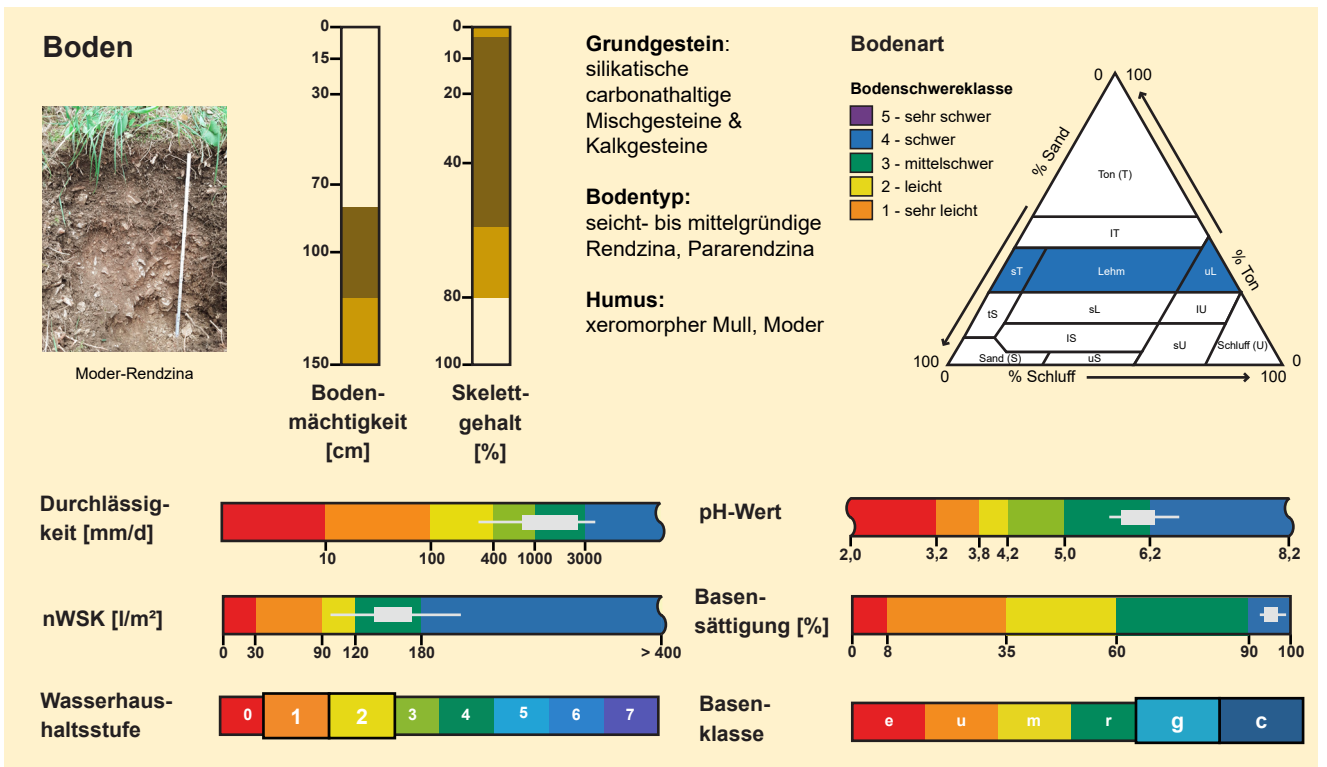 Boden
Moder-Rendzina
0
15
30
70
100
150
Boden-
mächtigkeit
[cm]
0
10
20
40
80
100
Skelett-
gehalt
[%]
Grundgestein:
silikatische
carbonathaltige
Mischgesteine &
Kalkgesteine
Bodentyp:
seicht- bis mittelgründige
Rendzina, Pararendzina
Humus:
xeromorpher Mull, Moder
Bodenart
Bodenschwereklasse
5 - sehr schwer
4 - schwer
3 - mittelschwer
2 - leicht
1 - sehr leicht
0 100
% Sand
% Ton
Ton (T)
lT
sT Lehm uL
tS sL lU
lS
Sand (S) uS sU Schluff (U)
100 0
0 % Schluff 100
Durchlässig-
keit [mm/d]
10 100 400 1000 3000
nWSK [l/m²]
0 30 90 120 180 > 400
Wasserhaus-
haltsstufe
0 1 2 3 4 5 6 7
pH-Wert
2,0 3,2 3,8 4,2 5,0 6,2 8,2
Basen-
sättigung [%]
0 8 35 60 90 100
Basen-
klasse
e u m r g c